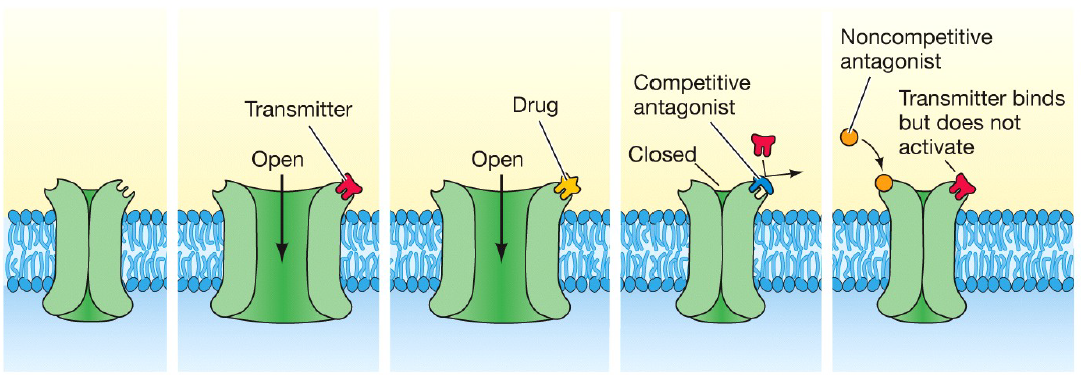 Transmitter
Open
Drug
Open
Competitive
antagonist
Closed
Noncompetitive
antagonist
Transmitter binds
but does not
activate